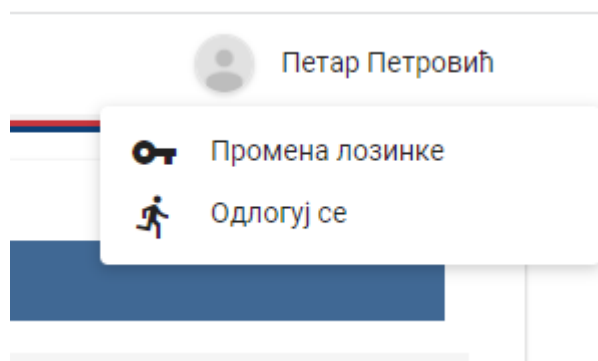 Петар Петровић
Промена лозинке
Одлогуј се